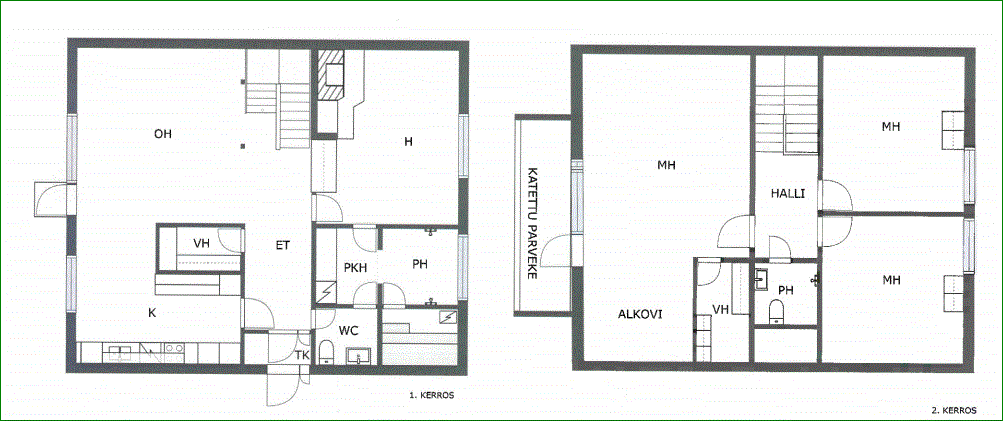 OH
H
VH
ET
PKH
PH
K
WC
TK
1. KERROS
KATETTU PARVEKE
MH
MH
HALLI
MH
PH
VH
ALKOVI
2. KERROS